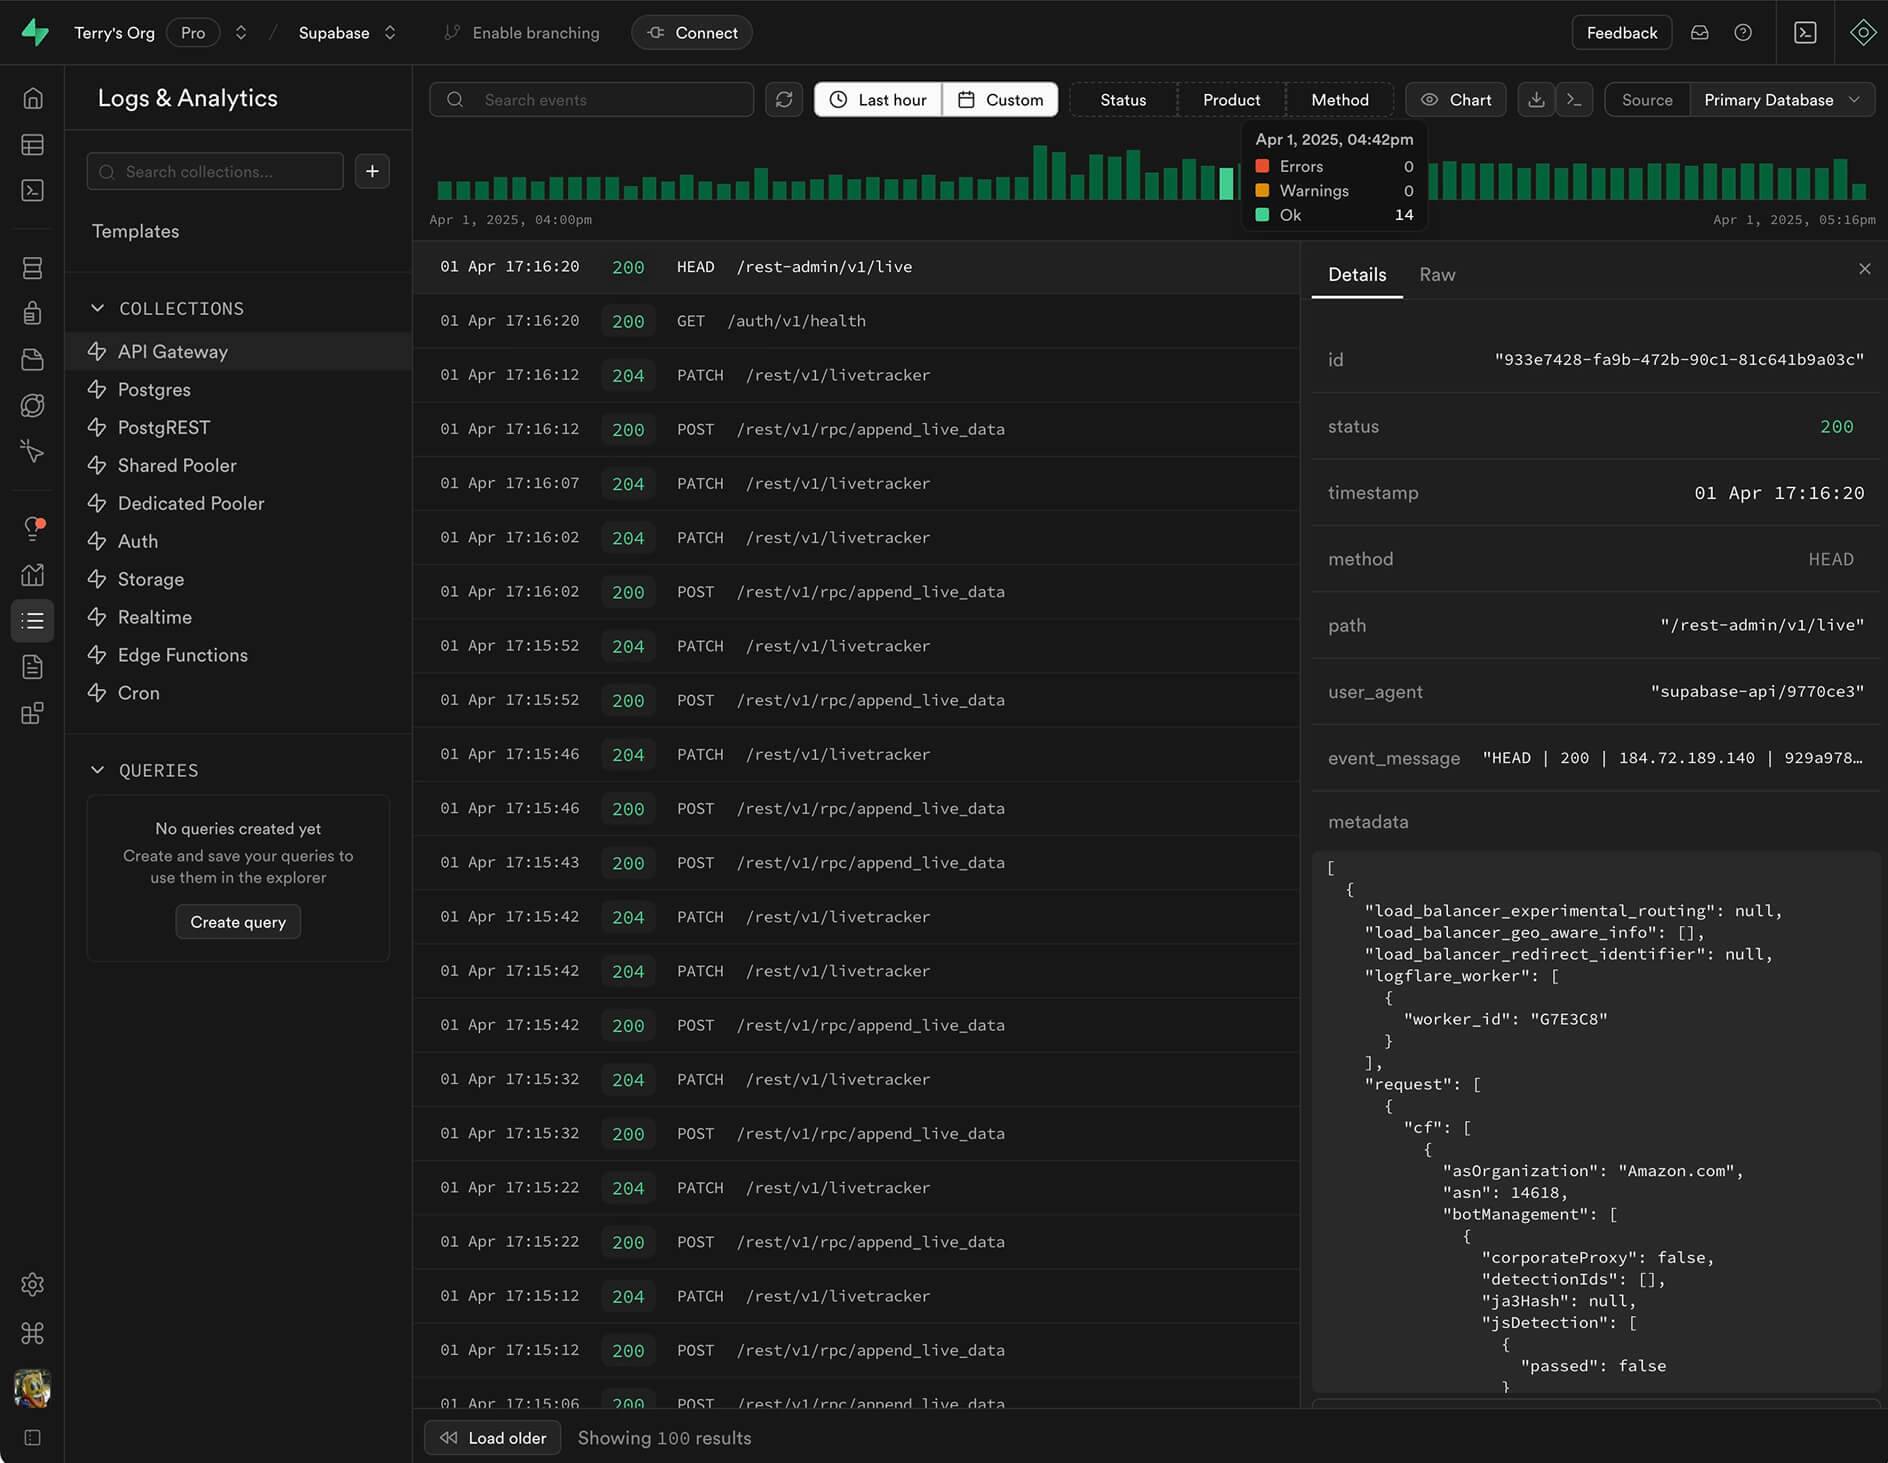 Terry's Org Pro / Supabase Enable branching Connect Feedback
Logs & Analytics
Search collections...
Templates
COLLECTIONS
API Gateway
Postgres
PostgREST
Shared Pooler
Dedicated Pooler
Auth
Storage
Realtime
Edge Functions
Cron
QUERIES
No queries created yet
Create and save your queries to
use them in the explorer
Create query
Search events Last hour Custom Status Product Method Chart Source Primary Database
Apr 1, 2025, 04:42pm
Errors 0
Warnings 0
Ok 14
Apr 1, 2025, 04:00pm Apr 1, 2025, 05:16pm
01 Apr 17:16:20 200 HEAD /rest-admin/v1/live
01 Apr 17:16:20 200 GET /auth/v1/health
01 Apr 17:16:12 204 PATCH /rest/v1/livetracker
01 Apr 17:16:12 200 POST /rest/v1/rpc/append_live_data
01 Apr 17:16:07 204 PATCH /rest/v1/livetracker
01 Apr 17:16:02 204 PATCH /rest/v1/livetracker
01 Apr 17:16:02 200 POST /rest/v1/rpc/append_live_data
01 Apr 17:15:52 204 PATCH /rest/v1/livetracker
01 Apr 17:15:52 200 POST /rest/v1/rpc/append_live_data
01 Apr 17:15:46 204 PATCH /rest/v1/livetracker
01 Apr 17:15:46 200 POST /rest/v1/rpc/append_live_data
01 Apr 17:15:43 200 POST /rest/v1/rpc/append_live_data
01 Apr 17:15:42 204 PATCH /rest/v1/livetracker
01 Apr 17:15:42 204 PATCH /rest/v1/livetracker
01 Apr 17:15:42 200 POST /rest/v1/rpc/append_live_data
01 Apr 17:15:32 204 PATCH /rest/v1/livetracker
01 Apr 17:15:32 200 POST /rest/v1/rpc/append_live_data
01 Apr 17:15:22 204 PATCH /rest/v1/livetracker
01 Apr 17:15:22 200 POST /rest/v1/rpc/append_live_data
01 Apr 17:15:12 204 PATCH /rest/v1/livetracker
01 Apr 17:15:12 200 POST /rest/v1/rpc/append_live_data
01 Apr 17:15:06 200 POST /rest/v1/rpc/append_live_data
Load older Showing 100 results
Details Raw
id "933e7428-fa9b-472b-90c1-81c641b9a03c"
status 200
timestamp 01 Apr 17:16:20
method HEAD
path "/rest-admin/v1/live"
user_agent "supabase-api/9770ce3"
event_message "HEAD | 200 | 184.72.189.140 | 929a978…
metadata
[
{
"load_balancer_experimental_routing": null,
"load_balancer_geo_aware_info": [],
"load_balancer_redirect_identifier": null,
"logflare_worker": [
{
"worker_id": "G7E3C8"
}
],
"request": [
{
"cf": [
{
"asOrganization": "Amazon.com",
"asn": 14618,
"botManagement": [
{
"corporateProxy": false,
"detectionIds": [],
"ja3Hash": null,
"jsDetection": [
{
"passed": false
}